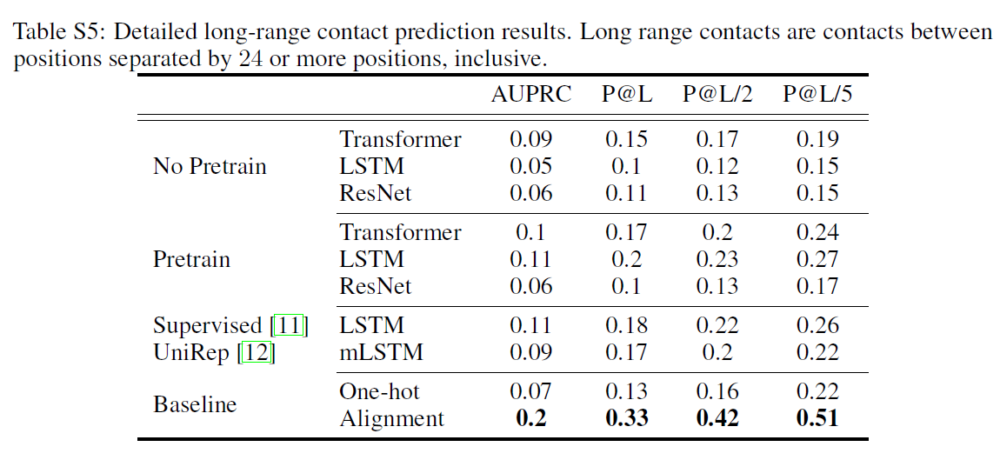 Table S5: Detailed long-range contact prediction results. Long range contacts are contacts between
positions separated by 24 or more positions, inclusive.
AUPRC P@L P@L/2 P@L/5
Transformer 0.09 0.15 0.17 0.19
No Pretrain LSTM 0.05 0.1 0.12 0.15
ResNet 0.06 0.11 0.13 0.15
Transformer 0.1 0.17 0.2 0.24
Pretrain LSTM 0.11 0.2 0.23 0.27
ResNet 0.06 0.1 0.13 0.17
Supervised [11] LSTM 0.11 0.18 0.22 0.26
UniRep [12] mLSTM 0.09 0.17 0.2 0.22
One-hot 0.07 0.13 0.16 0.22
Baseline
Alignment 0.2 0.33 0.42 0.51